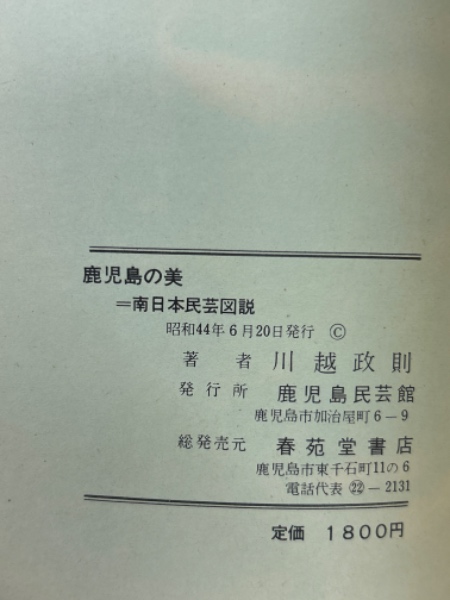 鹿児島の美
＝南日本民芸図説
昭和44年6月20日発行 Ⓒ
著者 川越政則
発行所 鹿児島民芸館
鹿児島市加治屋町6－9
総発売元 春苑堂書店
鹿児島市東千石町11の6
電話代表 ㉒－2131
定価 1800円